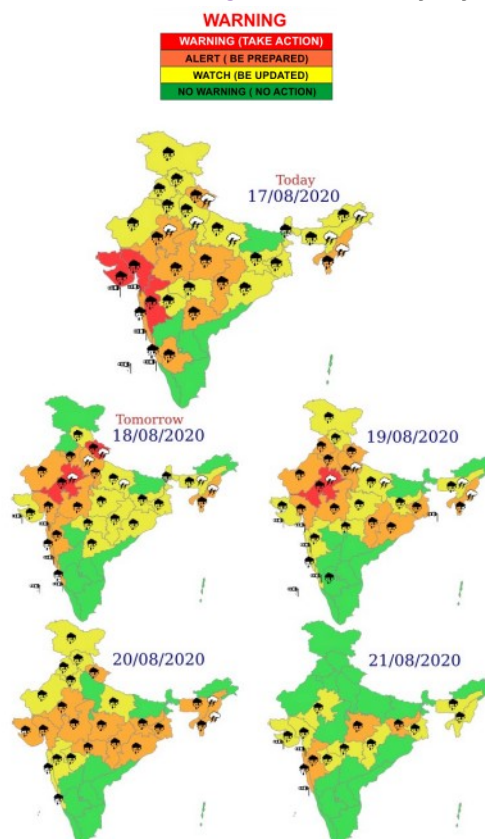 WARNING
WARNING (TAKE ACTION)
ALERT ( BE PREPARED)
WATCH (BE UPDATED)
NO WARNING ( NO ACTION)
Today
17/08/2020
Tomorrow
18/08/2020
19/08/2020
20/08/2020
21/08/2020